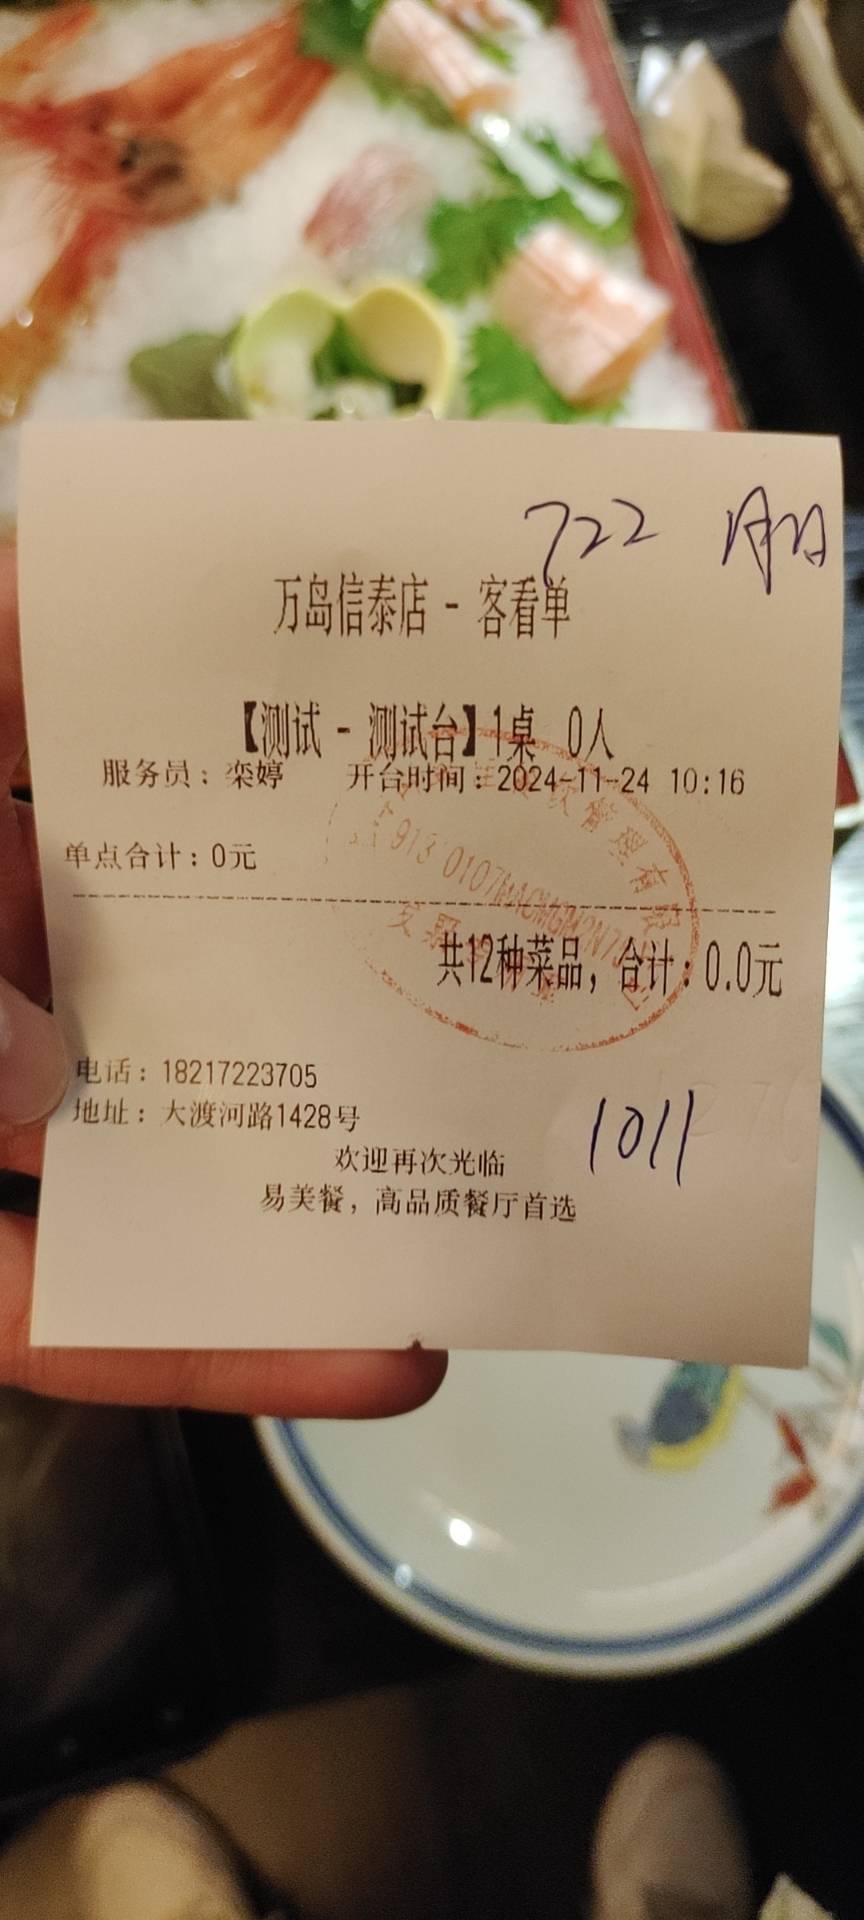 722
万岛信泰店 - 客看单
【测试 - 测试台】1桌 0人
服务员：栾婷 开台时间：2024-11-24 10:16
单点合计：0元
共12种菜品，合计：0.0元
电话：18217223705
地址：大渡河路1428号
1011
欢迎再次光临
易美餐，高品质餐厅首选